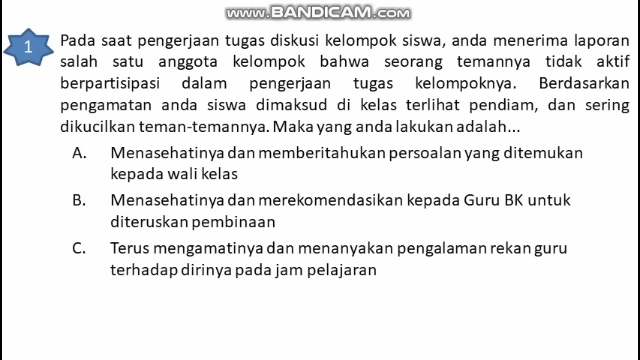 www.BANDICAM.com
1
Pada saat pengerjaan tugas diskusi kelompok siswa, anda menerima laporan
salah satu anggota kelompok bahwa seorang temannya tidak aktif
berpartisipasi dalam pengerjaan tugas kelompoknya. Berdasarkan
pengamatan anda siswa dimaksud di kelas terlihat pendiam, dan sering
dikucilkan teman-temannya. Maka yang anda lakukan adalah...
A. Menasehatinya dan memberitahukan persoalan yang ditemukan
kepada wali kelas
B. Menasehatinya dan merekomendasikan kepada Guru BK untuk
diteruskan pembinaan
C. Terus mengamatinya dan menanyakan pengalaman rekan guru
terhadap dirinya pada jam pelajaran